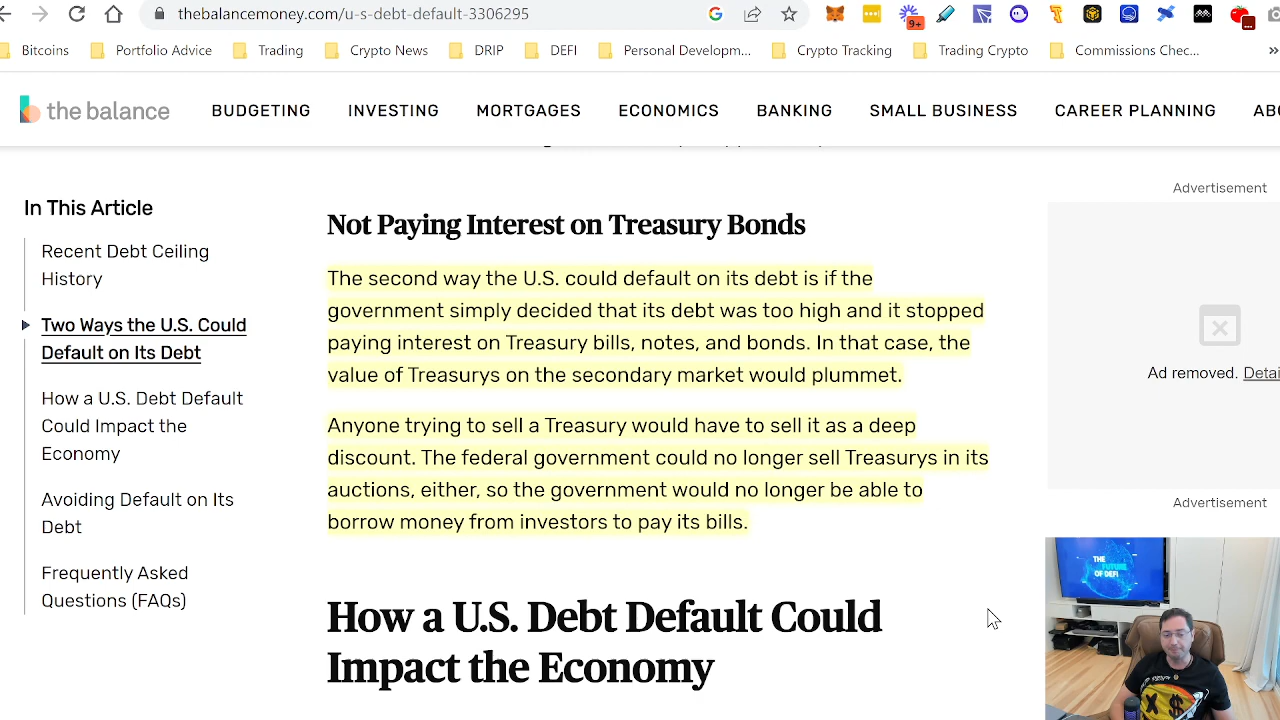 thebalancemoney.com/u-s-debt-default-3306295
9+
Bitcoins
Portfolio Advice
Trading
Crypto News
DRIP
DEFI
Personal Developm...
Crypto Tracking
Trading Crypto
Commissions Chec...
»
the balance
BUDGETING
INVESTING
MORTGAGES
ECONOMICS
BANKING
SMALL BUSINESS
CAREER PLANNING
ABO
In This Article
Recent Debt Ceiling
History
Two Ways the U.S. Could
Default on Its Debt
How a U.S. Debt Default
Could Impact the
Economy
Avoiding Default on Its
Debt
Frequently Asked
Questions (FAQs)
Not Paying Interest on Treasury Bonds
The second way the U.S. could default on its debt is if the
government simply decided that its debt was too high and it stopped
paying interest on Treasury bills, notes, and bonds. In that case, the
value of Treasurys on the secondary market would plummet.
Anyone trying to sell a Treasury would have to sell it as a deep
discount. The federal government could no longer sell Treasurys in its
auctions, either, so the government would no longer be able to
borrow money from investors to pay its bills.
How a U.S. Debt Default Could
Impact the Economy
Advertisement
Ad removed. Detai
Advertisement
THE
FUTURE
OF DEFI